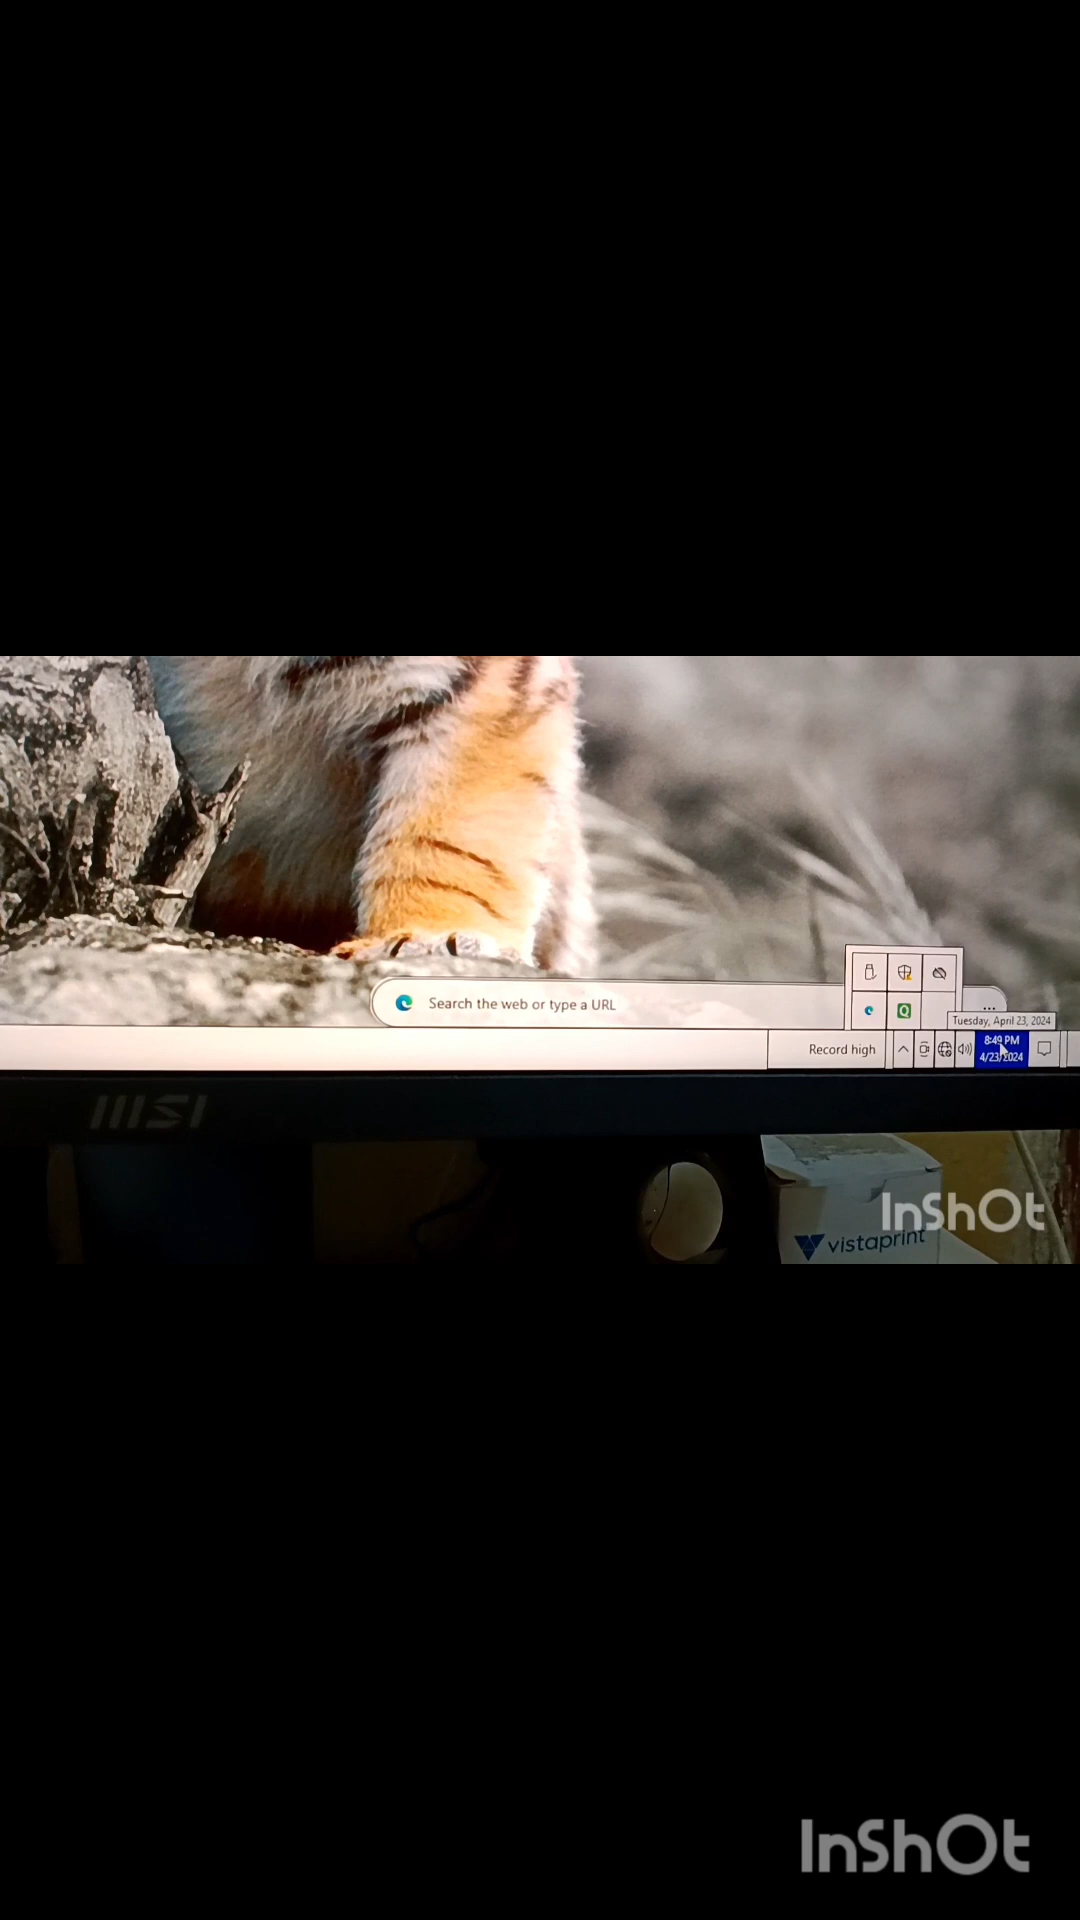 Search the web or type a URL
Tuesday, April 23, 2024
Record high
8:49 PM
4/23/2024
msi
vistaprint
InShOt
InShOt